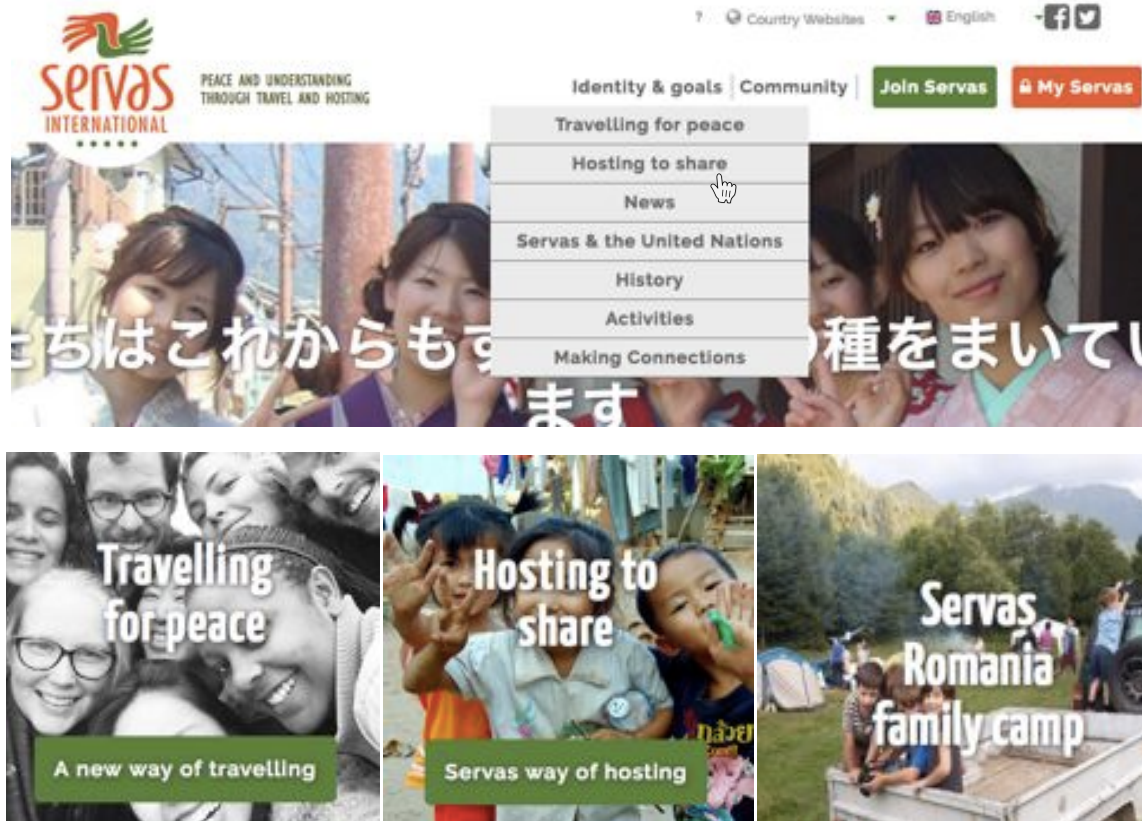 ? Country Websites English
servas
INTERNATIONAL
PEACE AND UNDERSTANDING
THROUGH TRAVEL AND HOSTING
Identity & goals Community Join Servas My Servas
Travelling for peace
Hosting to share
News
Servas & the United Nations
History
Activities
Making Connections
ちはこれからもす の種をまいてい
ます
Travelling
for peace
A new way of travelling
Hosting to
share
Servas way of hosting
Servas
Romania
family camp